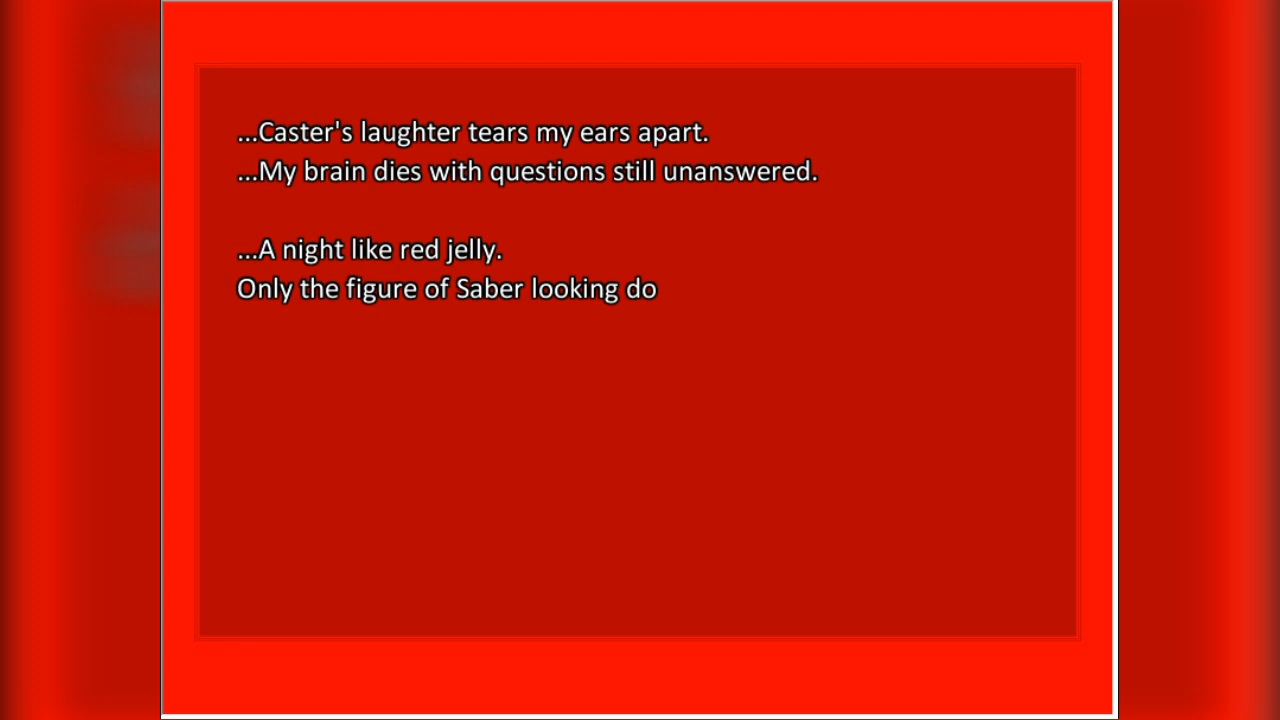 ...Caster's laughter tears my ears apart.
...My brain dies with questions still unanswered.
...A night like red jelly.
Only the figure of Saber looking do